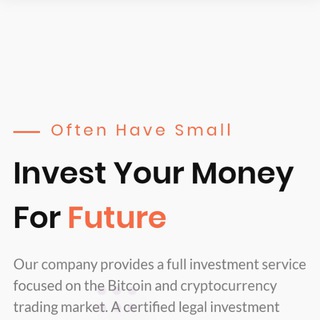 Often Have Small
Invest Your Money
For Future
Our company provides a full investment service
focused on the Bitcoin and cryptocurrency
trading market. A certified legal investment